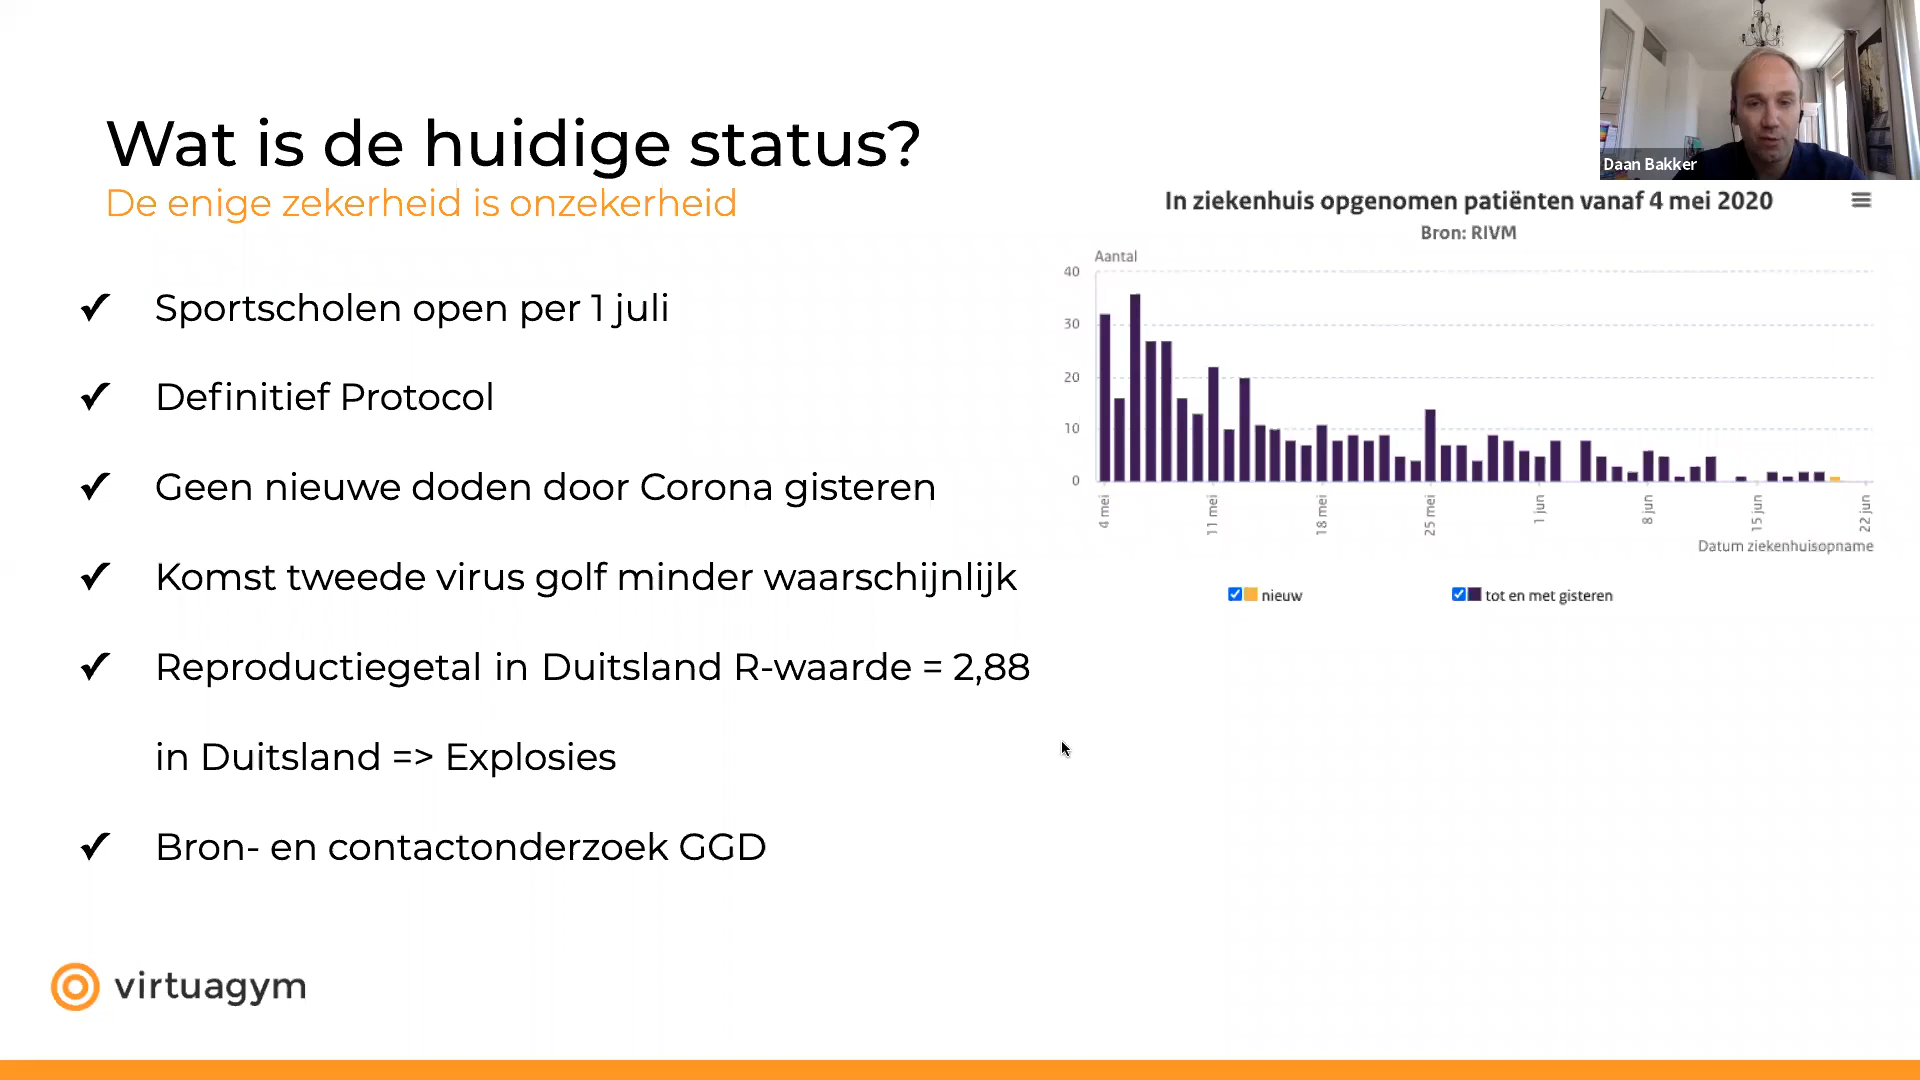 Wat is de huidige status?
De enige zekerheid is onzekerheid
✔ Sportscholen open per 1 juli
✔ Definitief Protocol
✔ Geen nieuwe doden door Corona gisteren
✔ Komst tweede virus golf minder waarschijnlijk
✔ Reproductiegetal in Duitsland R-waarde = 2,88
in Duitsland => Explosies
✔ Bron- en contactonderzoek GGD
virtuagym
Daan Bakker
In ziekenhuis opgenomen patiënten vanaf 4 mei 2020
Bron: RIVM
Aantal
40
30
20
10
0
4 mei
11 mei
18 mei
25 mei
1 jun
8 jun
15 jun
22 jun
Datum ziekenhuisopname
nieuw
tot en met gisteren